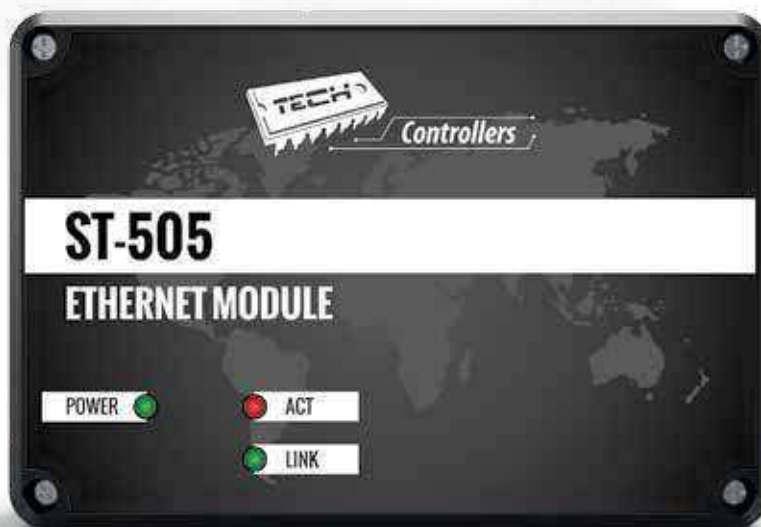 TECH
Controllers
ST-505
ETHERNET MODULE
POWER
ACT
LINK